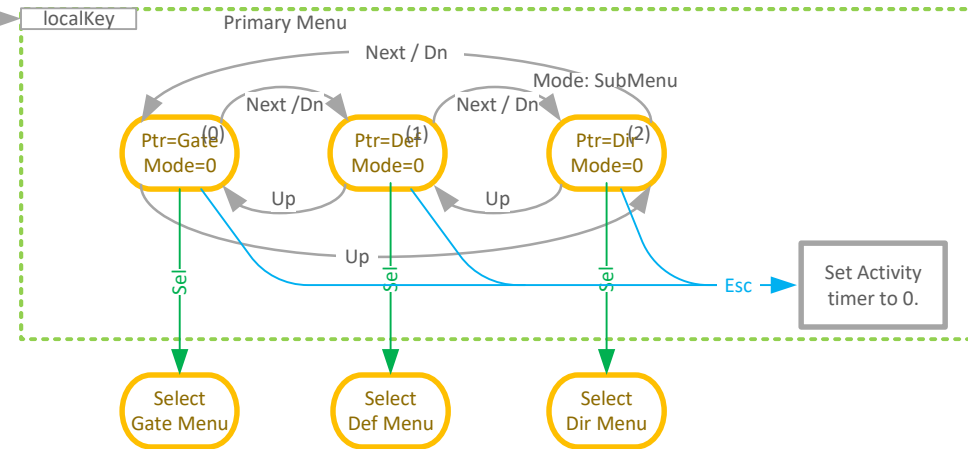 localKey
Primary Menu
Next / Dn
Mode: SubMenu
Next /Dn
Next / Dn
(0)
Ptr=Gate
Mode=0
(1)
Ptr=Def
Mode=0
(2)
Ptr=Dir
Mode=0
Up
Up
Up
Sel
Sel
Sel
Esc
Set Activity
timer to 0.
Select
Gate Menu
Select
Def Menu
Select
Dir Menu